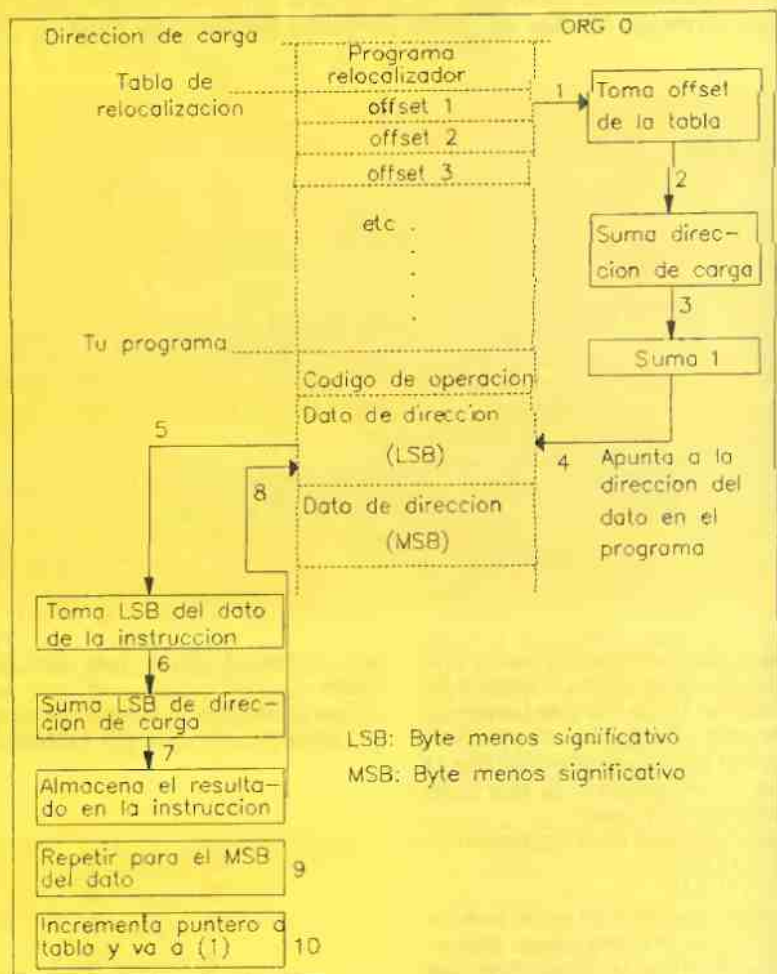 Direccion de carga
ORG 0
Programa
relocalizador
Tabla de
relocalizacion
offset 1
offset 2
offset 3
etc .
.
.
.
1
Toma offset
de la tabla
2
Suma direc-
cion de carga
3
Suma 1
Tu programa
Codigo de operacion
Dato de direccion
(LSB)
4
Apunta a la
direccion del
dato en el
programa
5
8
Dato de direccion
(MSB)
Toma LSB del dato
de la instruccion
6
Suma LSB de direc-
cion de carga
7
Almacena el resulta-
do en la instruccion
LSB: Byte menos significativo
MSB: Byte menos significativo
Repetir para el MSB
del dato
9
Incrementa puntero a
tabla y va a (1)
10